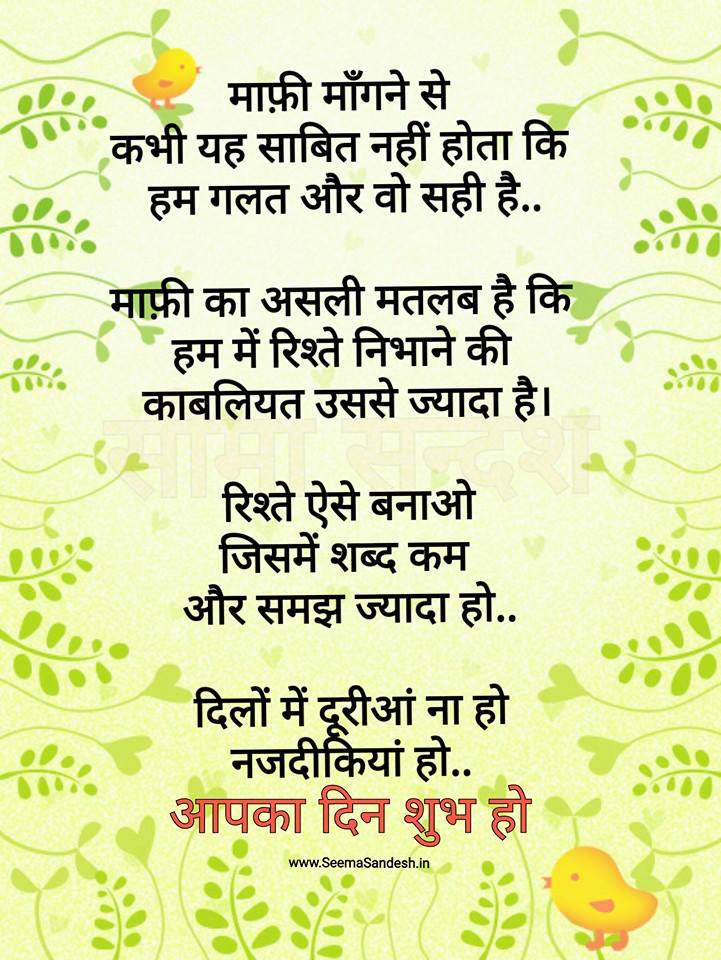 माफ़ी माँगने से
कभी यह साबित नहीं होता कि
हम गलत और वो सही है..
माफ़ी का असली मतलब है कि
हम में रिश्ते निभाने की
काबलियत उससे ज्यादा है।
सीमा सन्देश
रिश्ते ऐसे बनाओ
जिसमें शब्द कम
और समझ ज्यादा हो..
दिलों में दूरीआं ना हो
नजदीकियां हो..
आपका दिन शुभ हो
www.SeemaSandesh.in